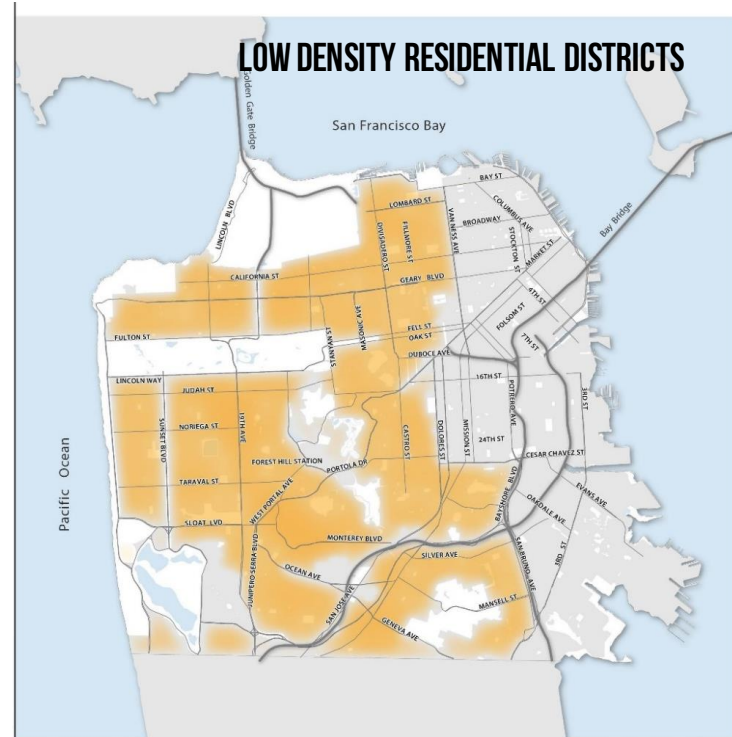 LOW DENSITY RESIDENTIAL DISTRICTS
Golden Gate Bridge
San Francisco Bay
Bay Bridge
Pacific Ocean
BAY ST
LOMBARD ST
COLUMBUS AVE
VAN NESS AVE
BROADWAY
LINCOLN BLVD
DIVISADERO ST
FILLMORE ST
STOCKTON ST
MARKET ST
CALIFORNIA ST
GEARY BLVD
4TH ST
FOLSOM ST
MASONIC AVE
FELL ST
OAK ST
7TH ST
FULTON ST
STANYAN ST
DUBOCE AVE
LINCOLN WAY
JUDAH ST
16TH ST
POTRERO AVE
3RD ST
SUNSET BLVD
NORIEGA ST
19TH AVE
CASTRO ST
DOLORES ST
MISSION ST
24TH ST
FOREST HILL STATION
PORTOLA DR
CESAR CHAVEZ ST
TARAVAL ST
WEST PORTAL AVE
BAYSHORE BLVD
EVANS AVE
OAKDALE AVE
SLOAT LVD
MONTEREY BLVD
JUNIPERO SERRA BLVD
SILVER AVE
SAN BRUNO AVE
3RD ST
OCEAN AVE
SAN JOSE AVE
MANSELL ST
GENEVA AVE